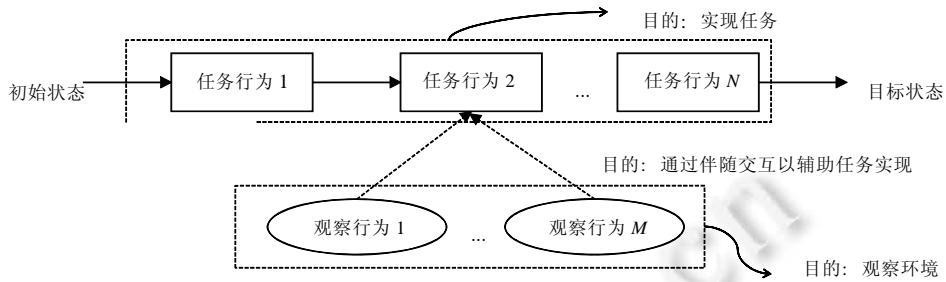 目的：实现任务
初始状态
任务行为 1
任务行为 2
...
任务行为 N
目标状态
目的：通过伴随交互以辅助任务实现
观察行为 1
...
观察行为 M
目的：观察环境